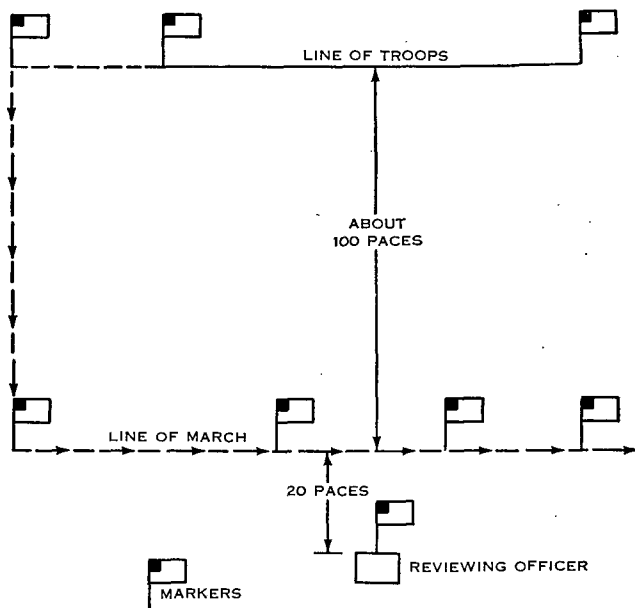 LINE OF TROOPS
ABOUT
100 PACES
LINE OF MARCH
20 PACES
REVIEWING OFFICER
MARKERS